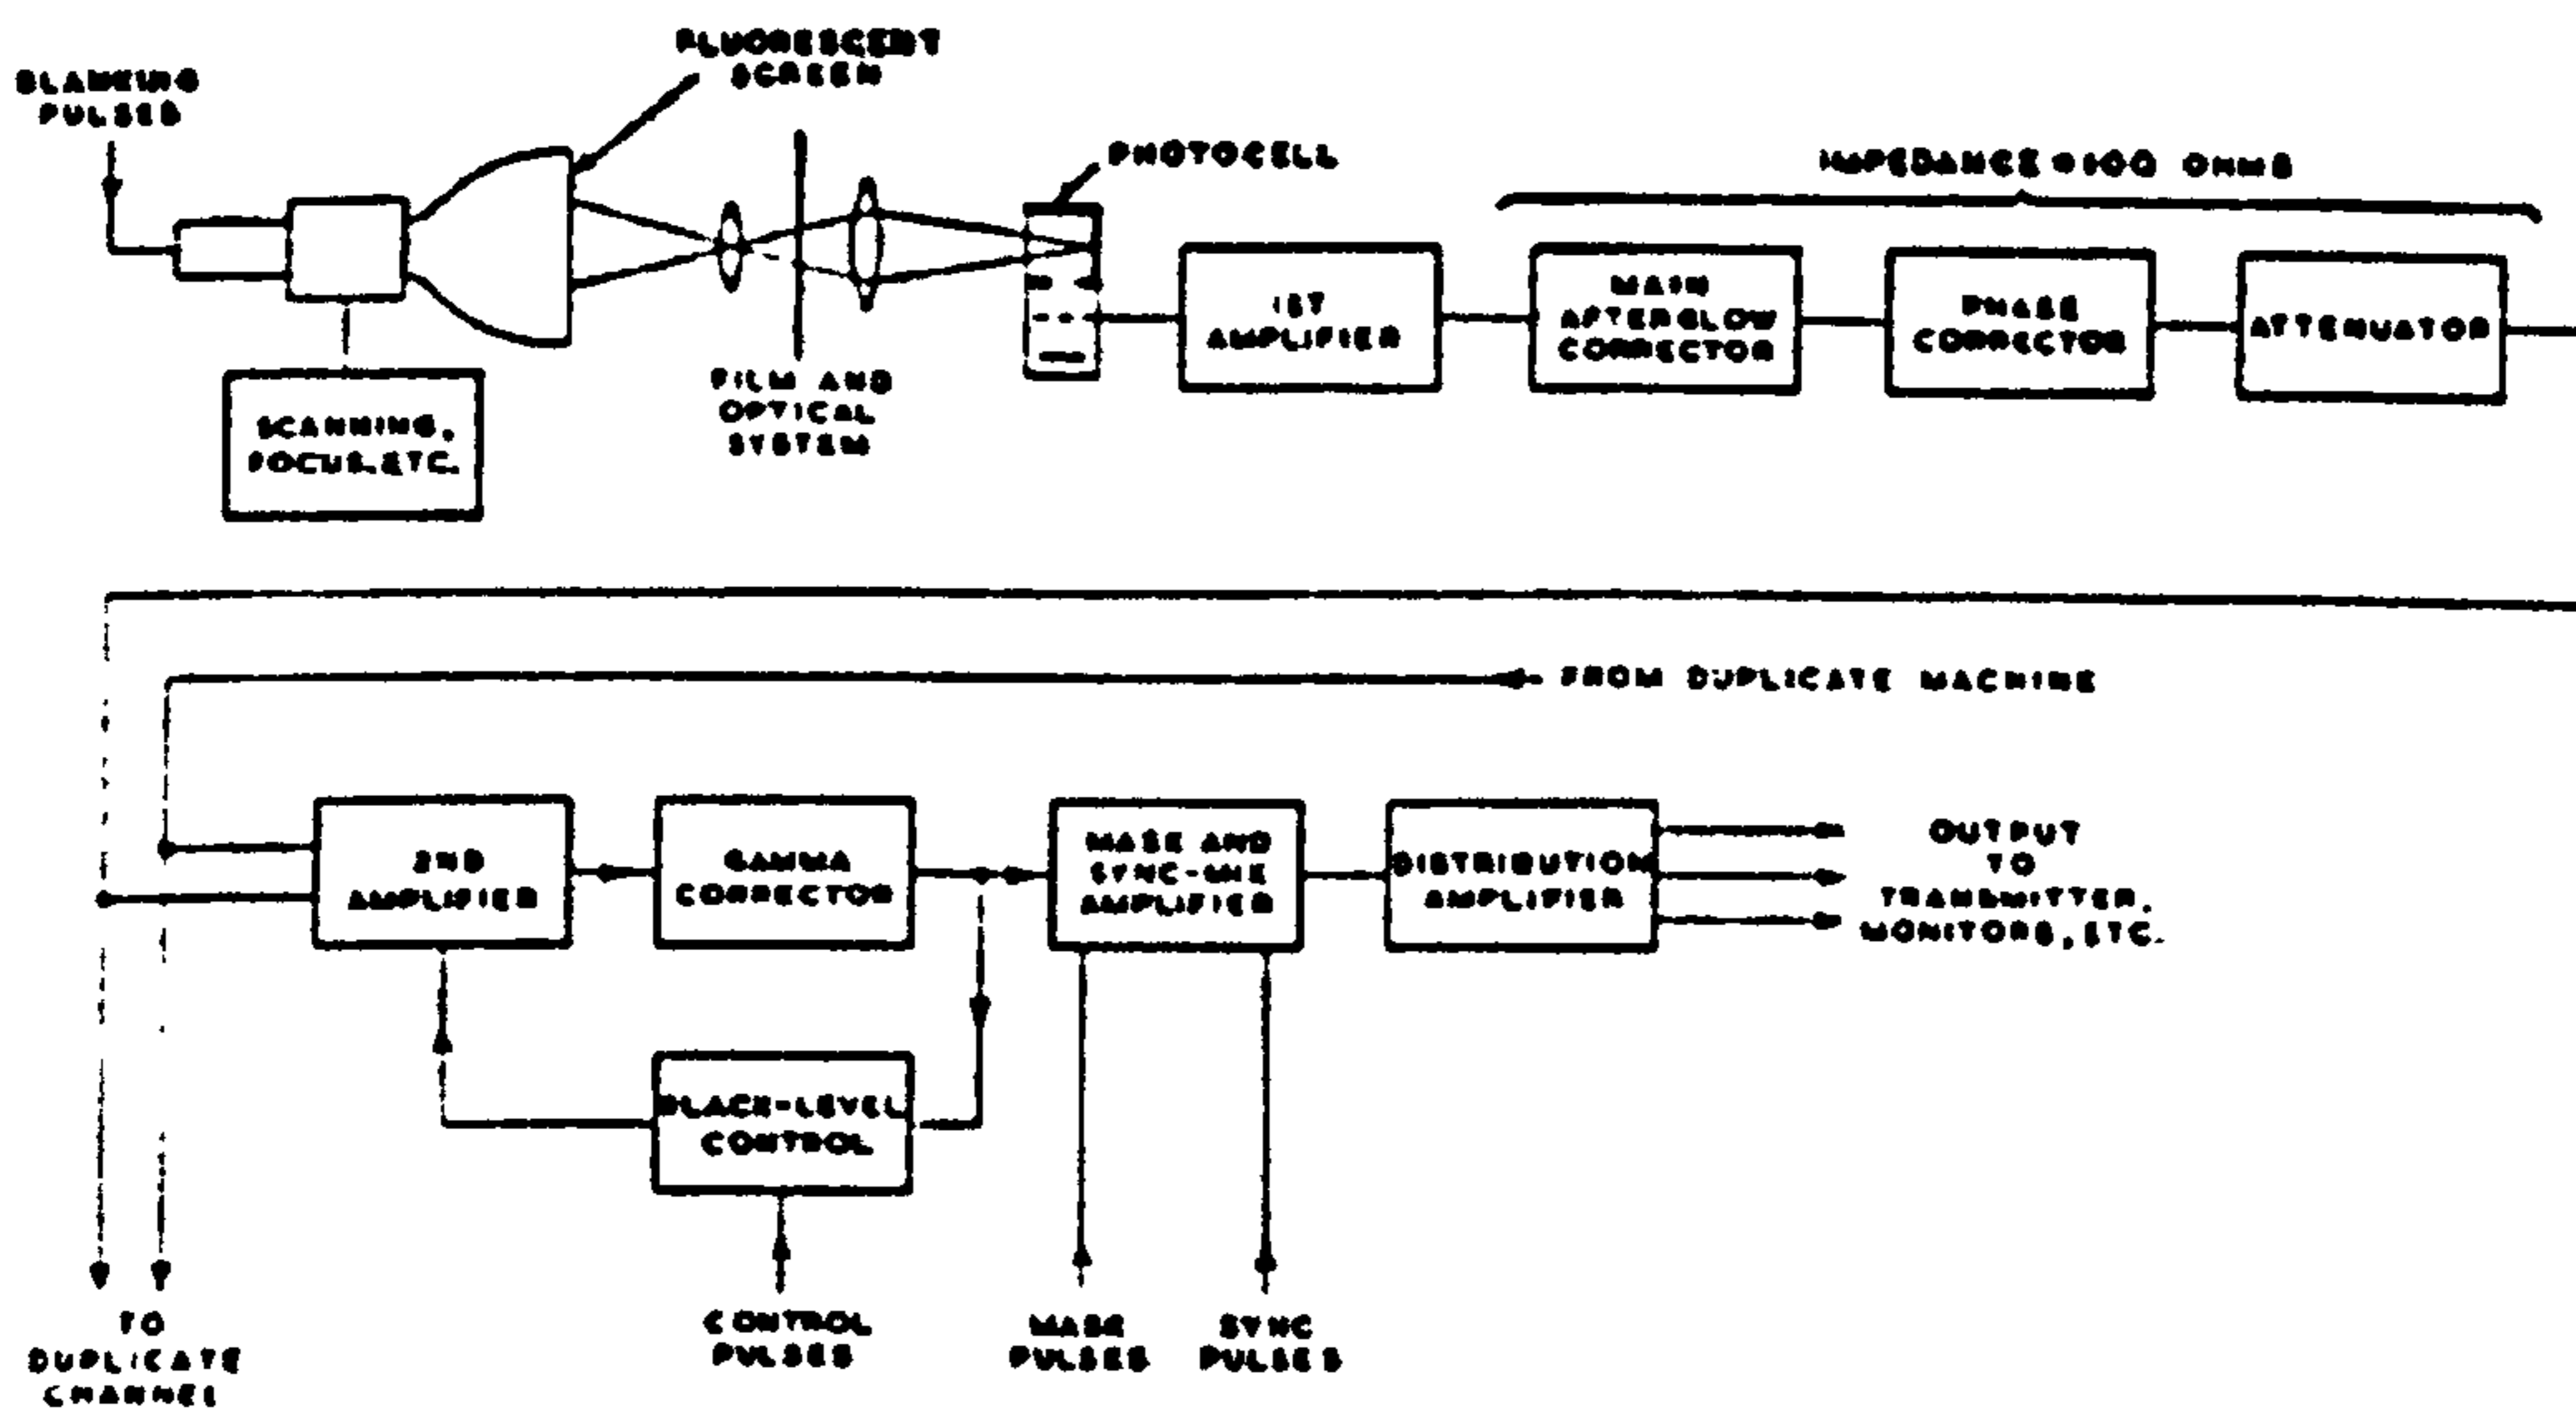 BLANKING
PULSES
FLUORESCENT
SCREEN
PHOTOCELL
IMPEDANCE = 100 OHMS
SCANNING,
FOCUS, ETC.
FILM AND
OPTICAL
SYSTEM
1ST
AMPLIFIER
MAIN
AFTERGLOW
CORRECTOR
PHASE
CORRECTOR
ATTENUATOR
FROM DUPLICATE MACHINE
2ND
AMPLIFIER
GAMMA
CORRECTOR
MASK AND
SYNC-MIX
AMPLIFIER
DISTRIBUTION
AMPLIFIER
OUTPUT
TO
TRANSMITTER,
MONITORS, ETC.
BLACK-LEVEL
CONTROL
TO
DUPLICATE
CHANNEL
CONTROL
PULSES
MASK
PULSES
SYNC
PULSES